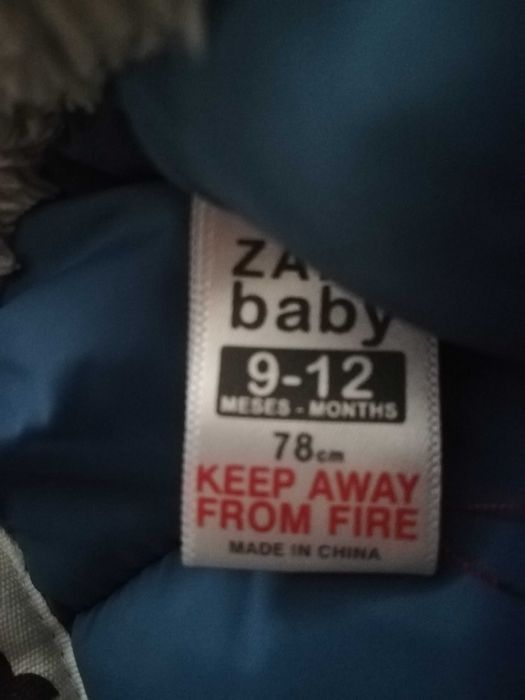 baby
9-12
MESES - MONTHS
78cm
KEEP AWAY
FROM FIRE
MADE IN CHINA